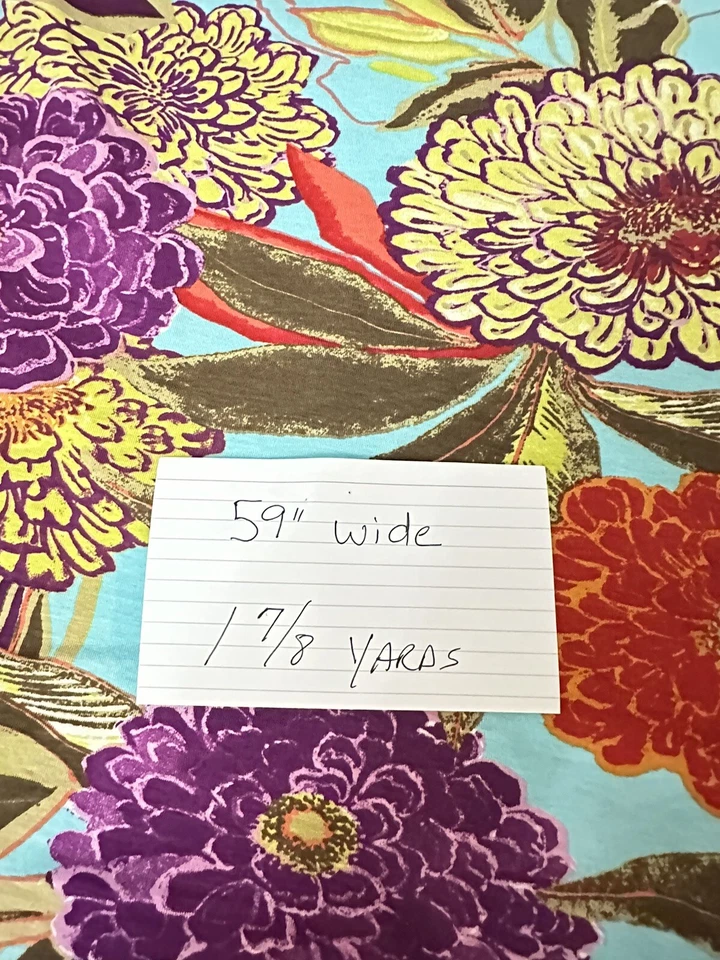 59" wide
1 7/8 YARDS